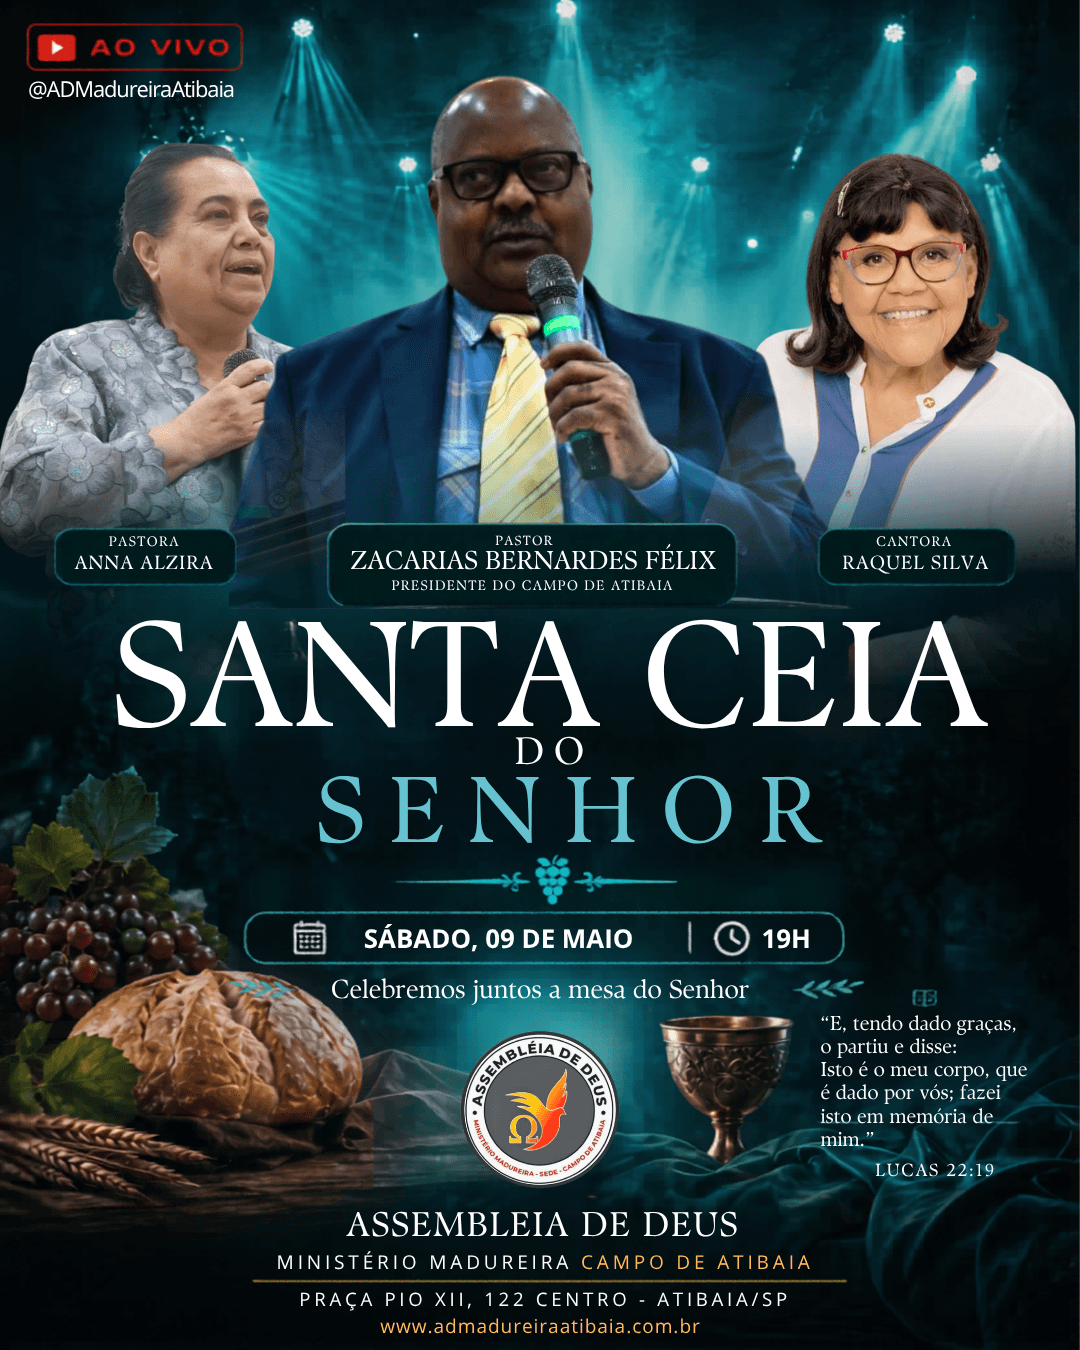 AO VIVO
@ADMadureiraAtibaia
PASTORA
ANNA ALZIRA
PASTOR
ZACARIAS BERNARDES FÉLIX
PRESIDENTE DO CAMPO DE ATIBAIA
CANTORA
RAQUEL SILVA
SANTA CEIA
DO
SENHOR
SÁBADO, 09 DE MAIO | 19H
Celebremos juntos a mesa do Senhor
“E, tendo dado graças,
o partiu e disse:
Isto é o meu corpo, que
é dado por vós; fazei
isto em memória de
mim.”
LUCAS 22:19
ASSEMBLÉIA DE DEUS
Ω
MINISTÉRIO MADUREIRA - SEDE - CAMPO DE ATIBAIA
ASSEMBLEIA DE DEUS
MINISTÉRIO MADUREIRA CAMPO DE ATIBAIA
PRAÇA PIO XII, 122 CENTRO - ATIBAIA/SP
www.admadureiraatibaia.com.br